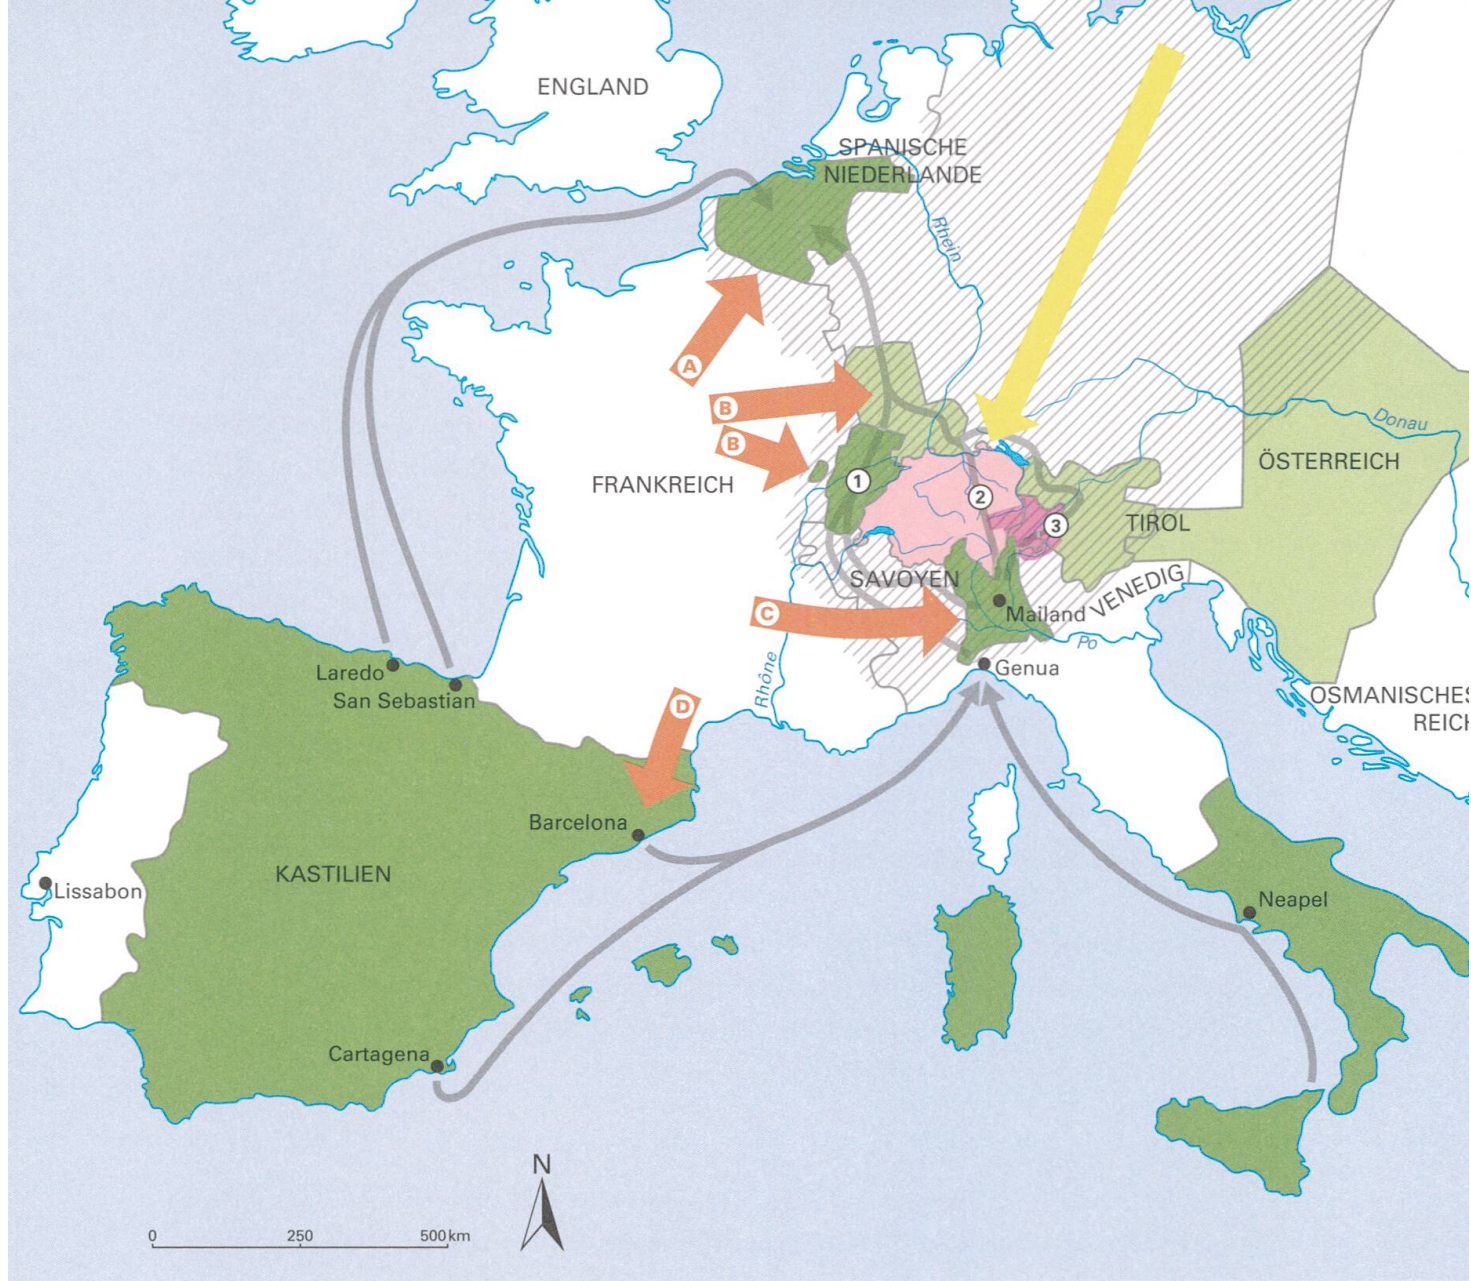 ENGLAND
SPANISCHE
NIEDERLANDE
Rhein
A
B
B
Donau
ÖSTERREICH
FRANKREICH
1
2
3
TIROL
SAVOYEN
VENEDIG
Mailand
C
Po
Genua
Rhône
Laredo
San Sebastian
D
OSMANISCHES
REICH
Barcelona
KASTILIEN
Lissabon
Neapel
Cartagena
N
0 250 500 km